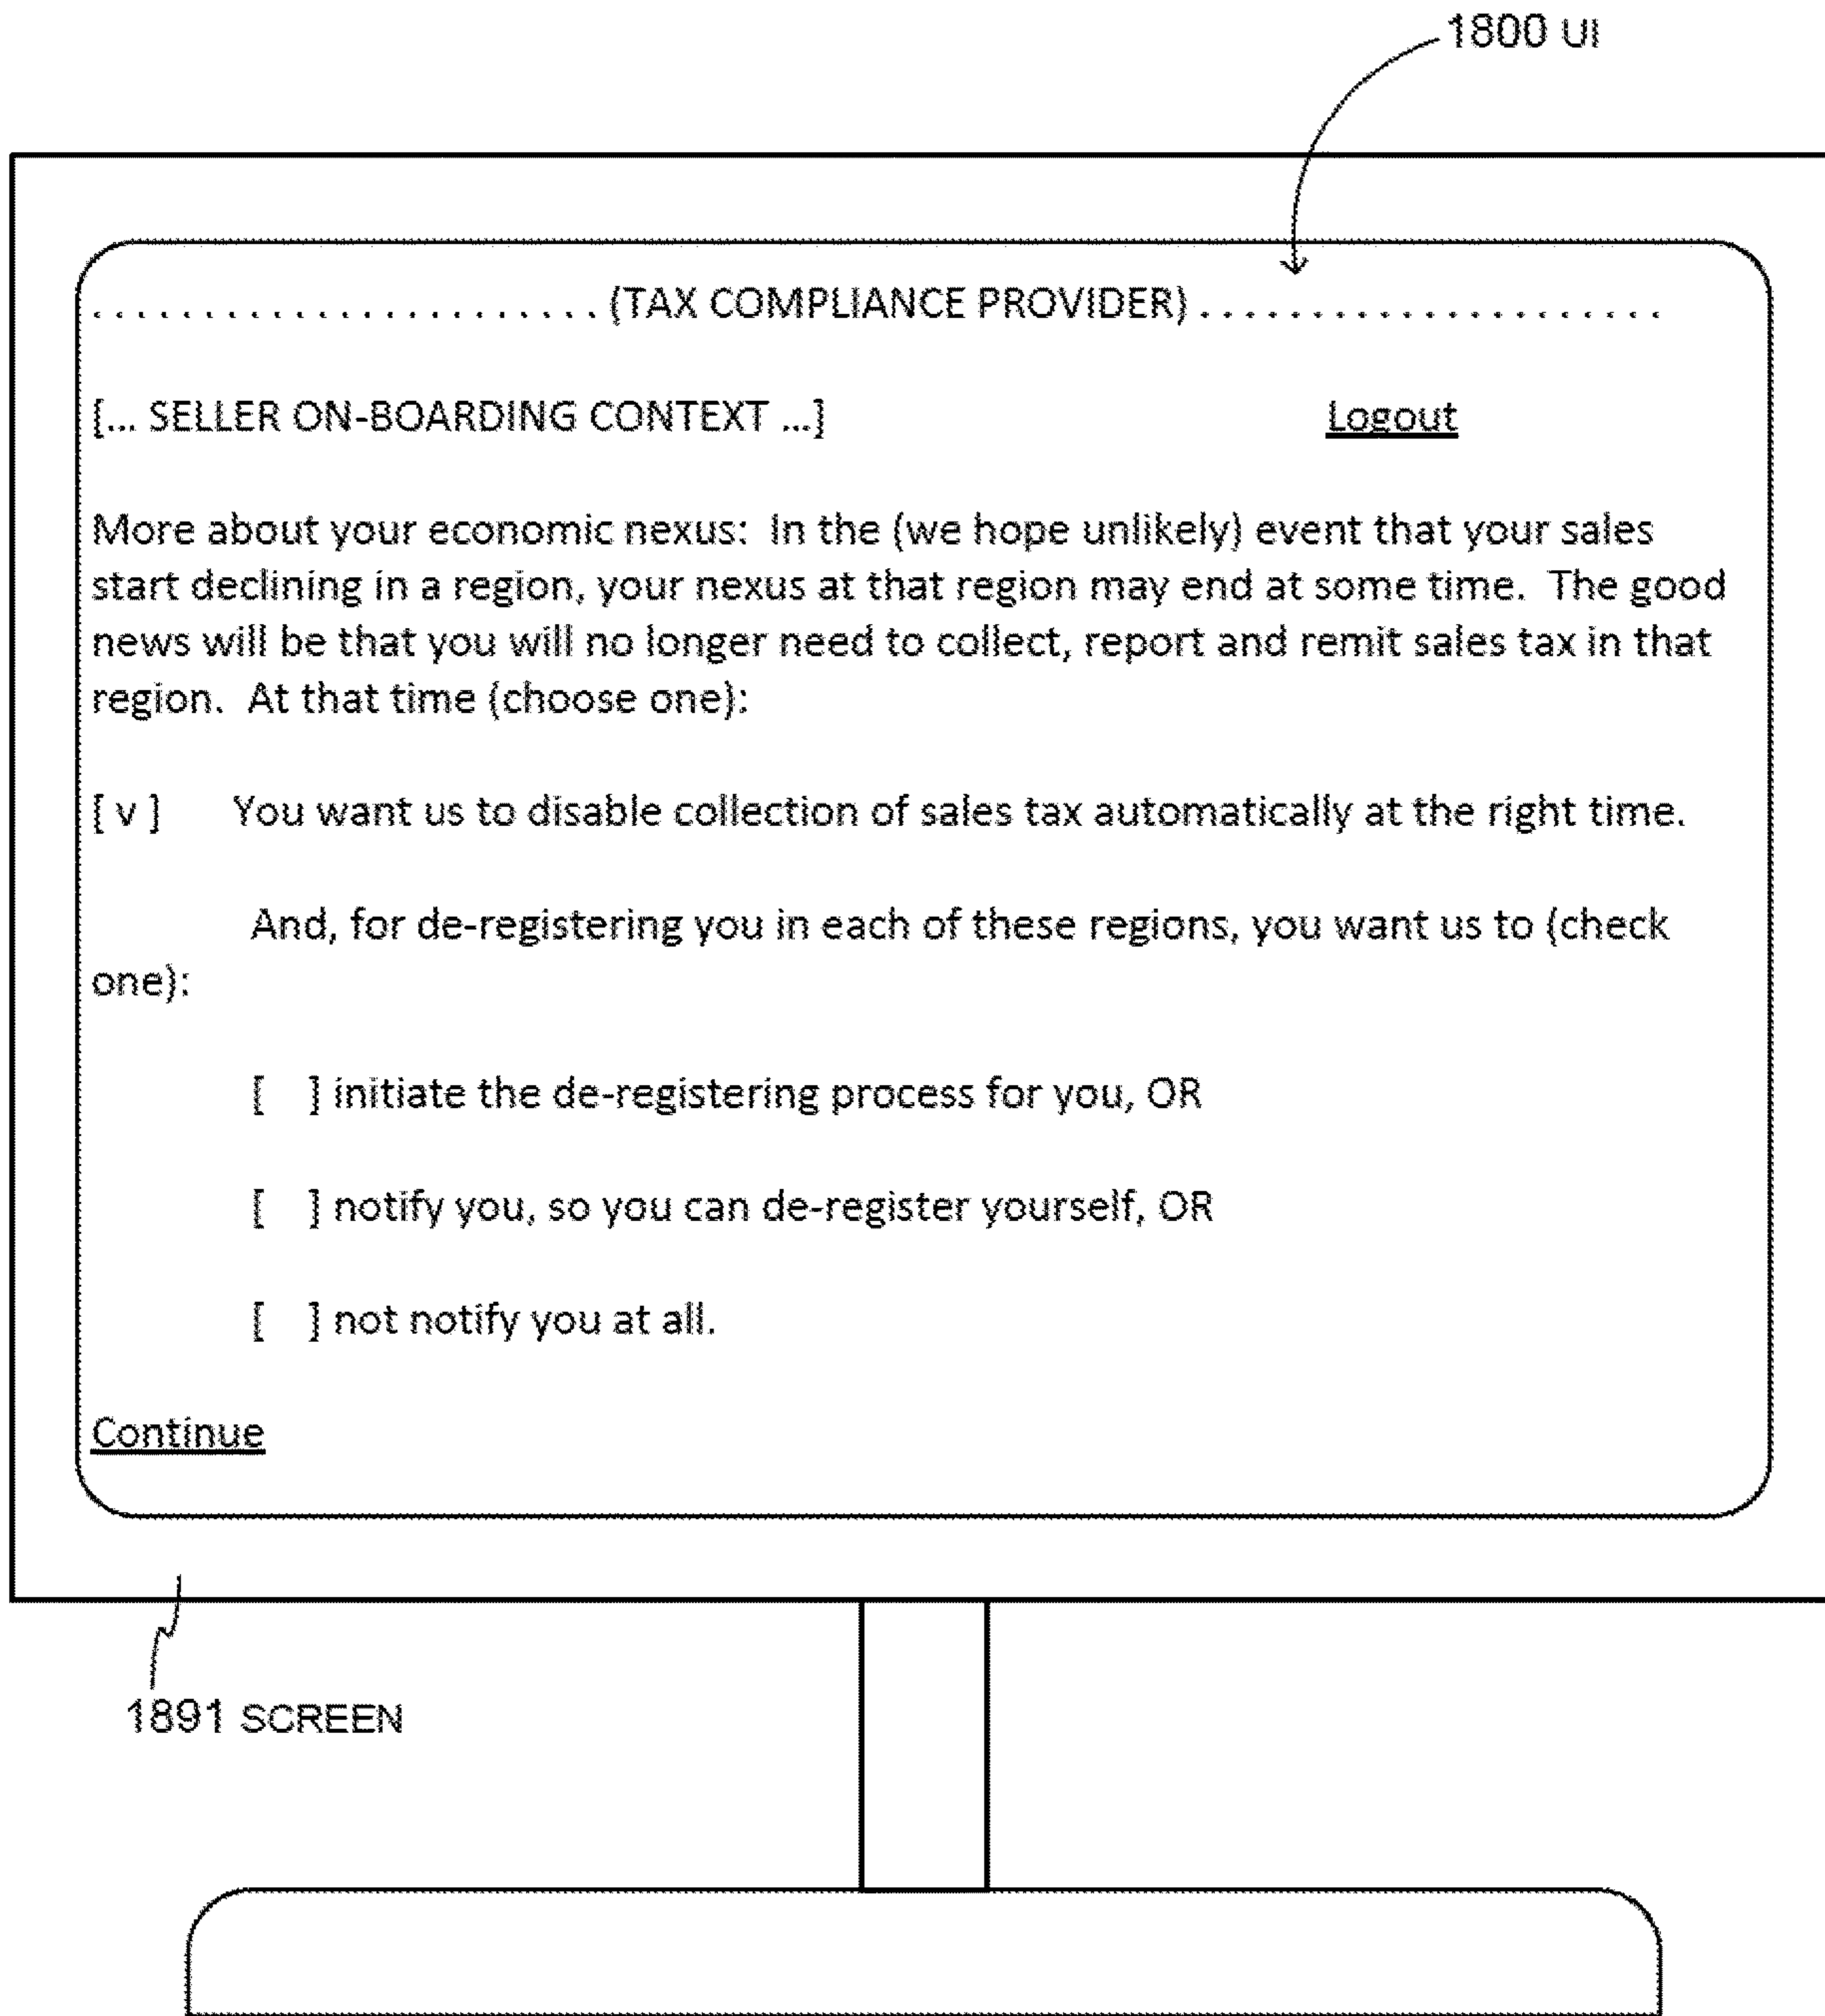 1800 UI
. . . . . . . . . . . . . . . . . . . . . . . (TAX COMPLIANCE PROVIDER) . . . . . . . . . . . . . . . . . . . . .
[... SELLER ON-BOARDING CONTEXT ...] Logout
More about your economic nexus:  In the (we hope unlikely) event that your sales
start declining in a region, your nexus at that region may end at some time.  The good
news will be that you will no longer need to collect, report and remit sales tax in that
region.  At that time (choose one):
[ v ] You want us to disable collection of sales tax automatically at the right time.
And, for de-registering you in each of these regions, you want us to (check
one):
[   ] initiate the de-registering process for you, OR
[   ] notify you, so you can de-register yourself, OR
[   ] not notify you at all.
Continue
1891 SCREEN